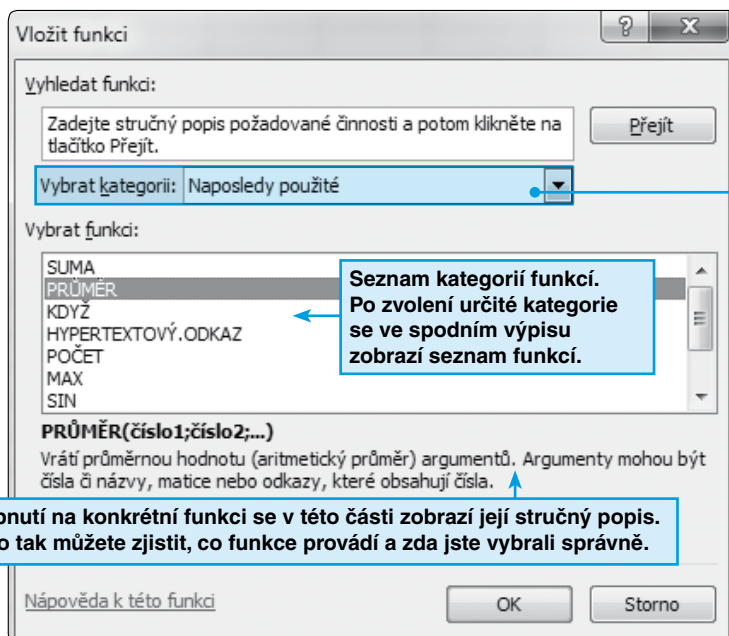 Vložit funkci
Vyhledat funkci:
Zadejte stručný popis požadované činnosti a potom klikněte na
tlačítko Přejít.
Přejít
Vybrat kategorii: Naposledy použité
Vybrat funkci:
SUMA
PRŮMĚR
KDYŽ
HYPERTEXTOVÝ.ODKAZ
POČET
MAX
SIN
Seznam kategorií funkcí.
Po zvolení určité kategorie
se ve spodním výpisu
zobrazí seznam funkcí.
PRŮMĚR(číslo1;číslo2;...)
Vrátí průměrnou hodnotu (aritmetický průměr) argumentů. Argumenty mohou být
čísla či názvy, matice nebo odkazy, které obsahují čísla.
nutí na konkrétní funkci se v této části zobrazí její stručný popis.
o tak můžete zjistit, co funkce provádí a zda jste vybrali správně.
Nápověda k této funkci
OK
Storno